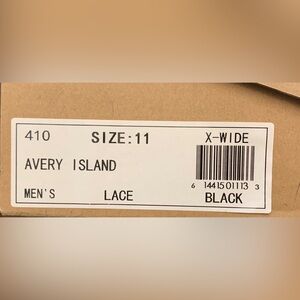 410 SIZE:11 X-WIDE
AVERY ISLAND
6 14415 01113 3
MEN'S LACE BLACK